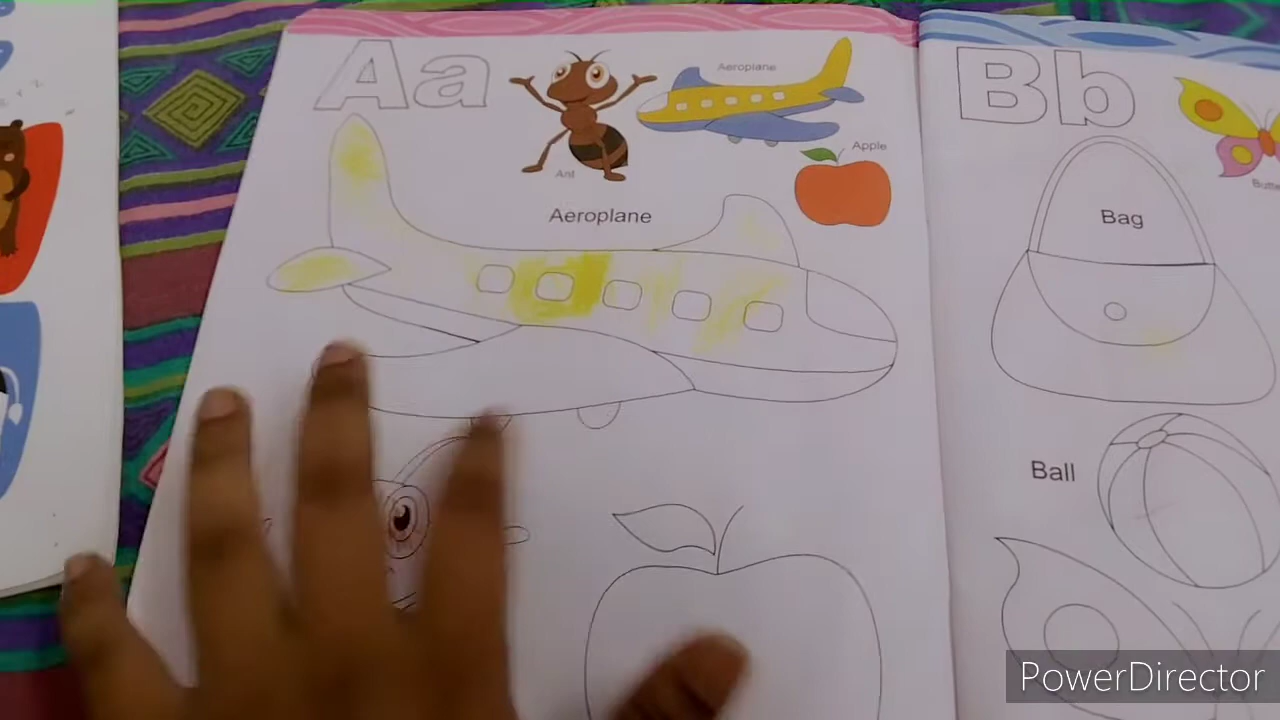 Aa
Ant
Aeroplane
Apple
Aeroplane
Bb
Bag
Ball
PowerDirector